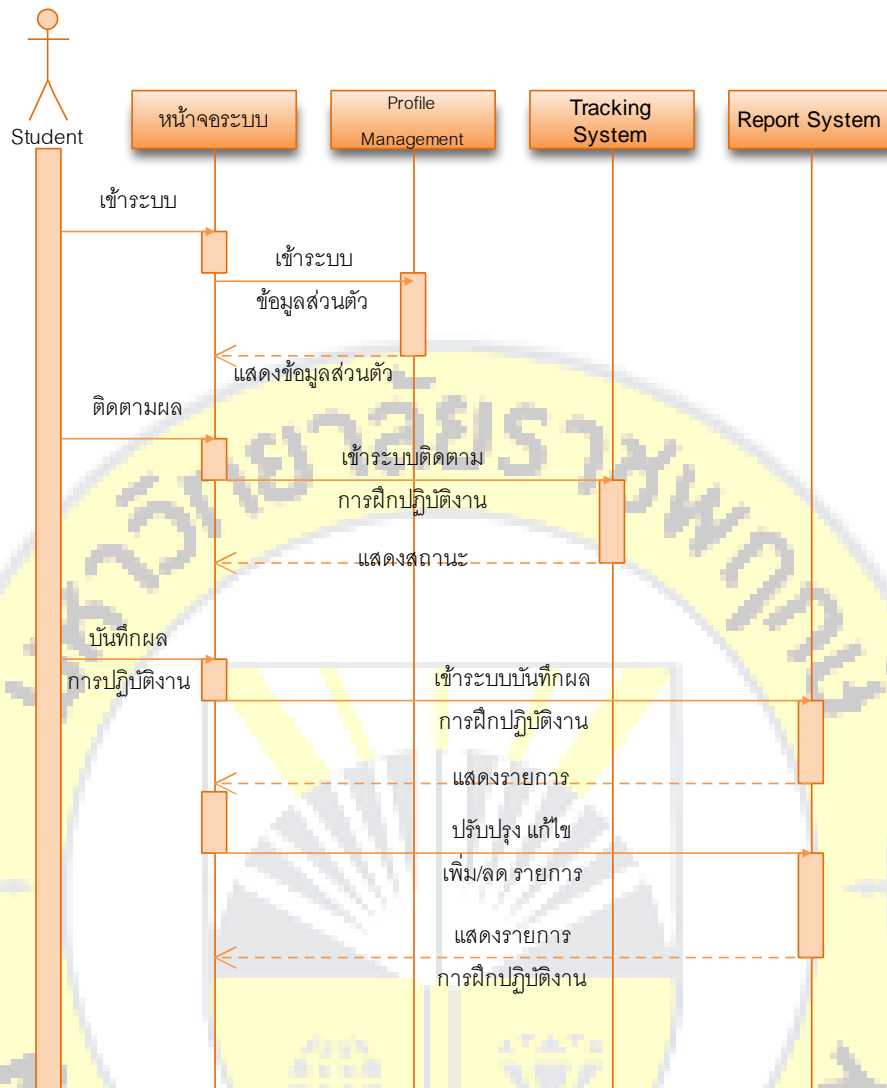 Student
หน้าจอระบบ
Profile
Management
Tracking
System
Report System
เข้าระบบ
เข้าระบบ
ข้อมูลส่วนตัว
แสดงข้อมูลส่วนตัว
ติดตามผล
เข้าระบบติดตาม
การฝึกปฏิบัติงาน
แสดงสถานะ
บันทึกผล
การปฏิบัติงาน
เข้าระบบบันทึกผล
การฝึกปฏิบัติงาน
แสดงรายการ
ปรับปรุง แก้ไข
เพิ่ม/ลด รายการ
แสดงรายการ
การฝึกปฏิบัติงาน